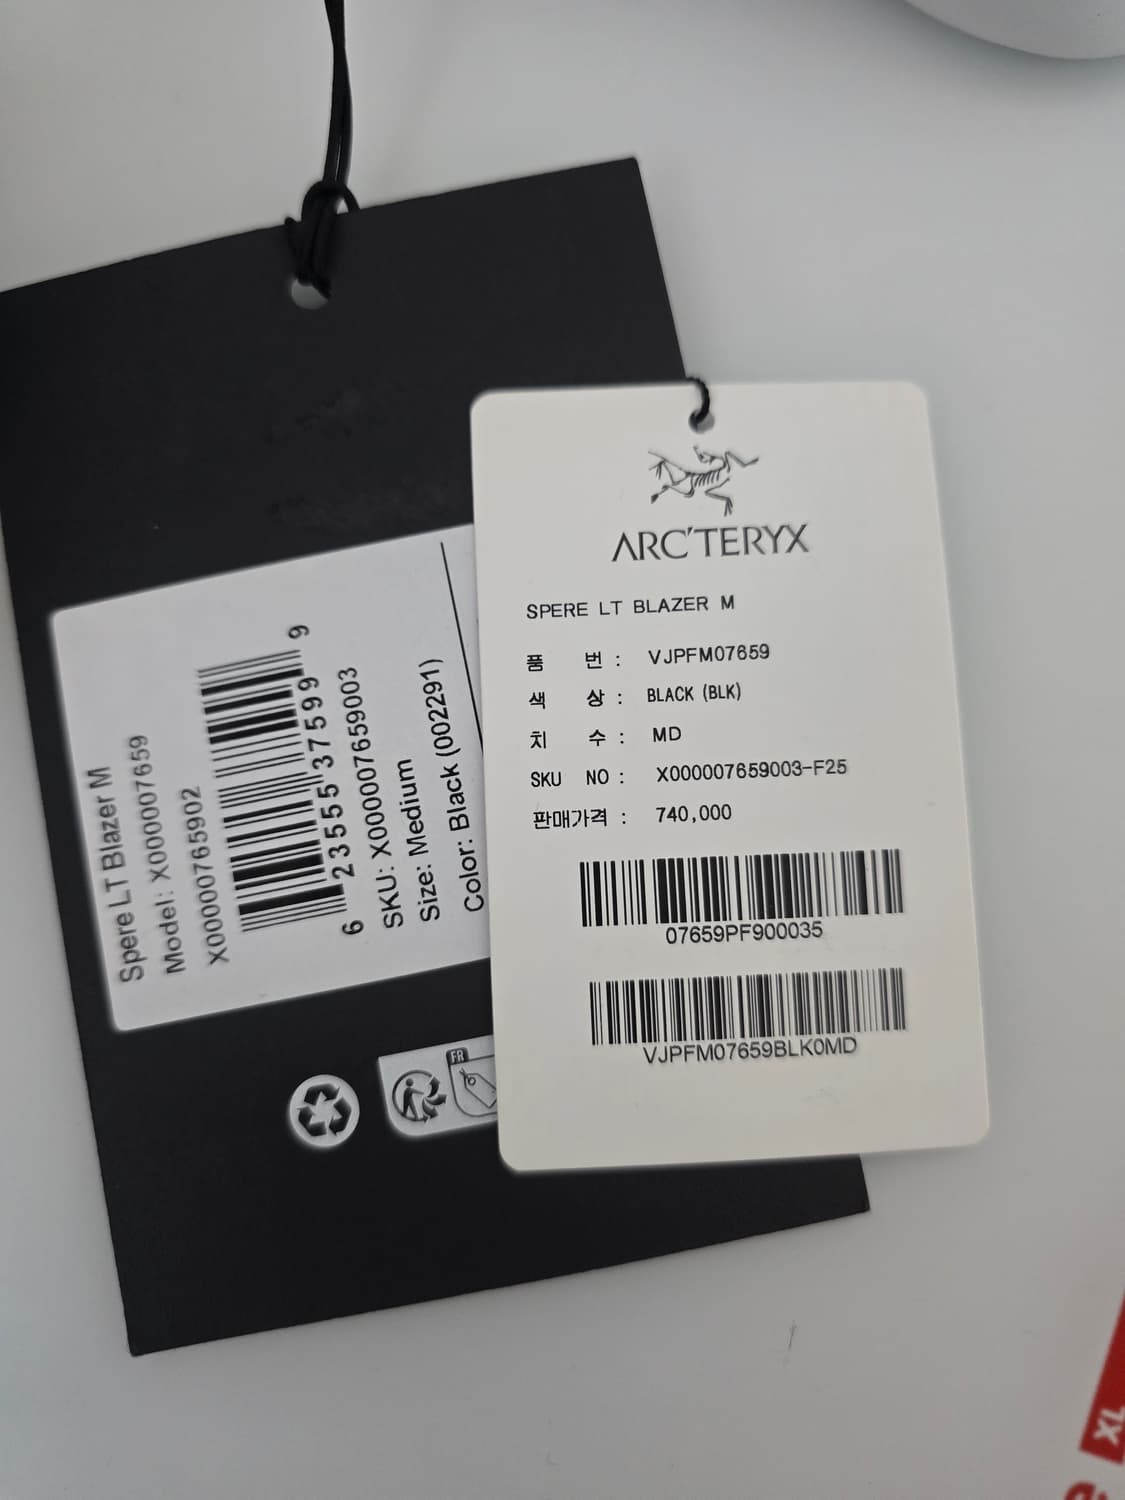 Spere LT Blazer M
Model: X000007659
X00000765902
6 23555 37599 9
SKU: X000007659003
Size: Medium
Color: Black (002291)
FR
ARC'TERYX
SPERE LT BLAZER M
품 번 : VJPFM07659
색 상 : BLACK (BLK)
치 수 : MD
SKU NO : X000007659003-F25
판매가격 : 740,000
07659PF900035
VJPFM07659BLK0MD
XL